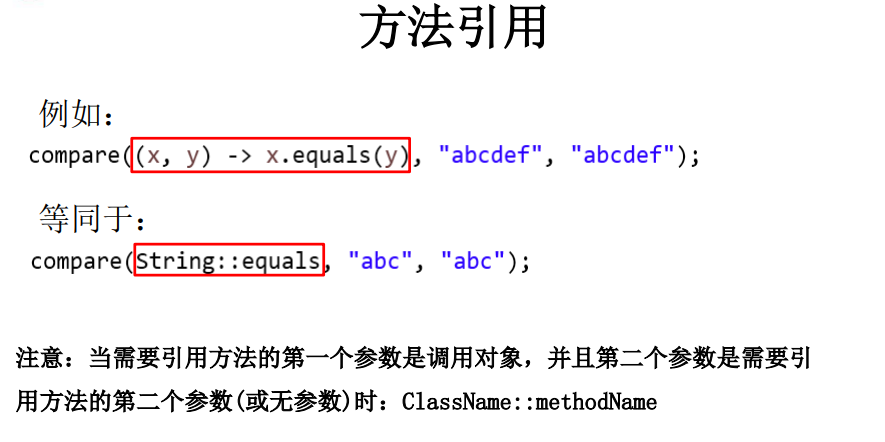 方法引用
例如：
compare((x, y) -> x.equals(y), "abcdef", "abcdef");
等同于：
compare(String::equals, "abc", "abc");
注意：当需要引用方法的第一个参数是调用对象，并且第二个参数是需要引
用方法的第二个参数(或无参数)时：ClassName::methodName